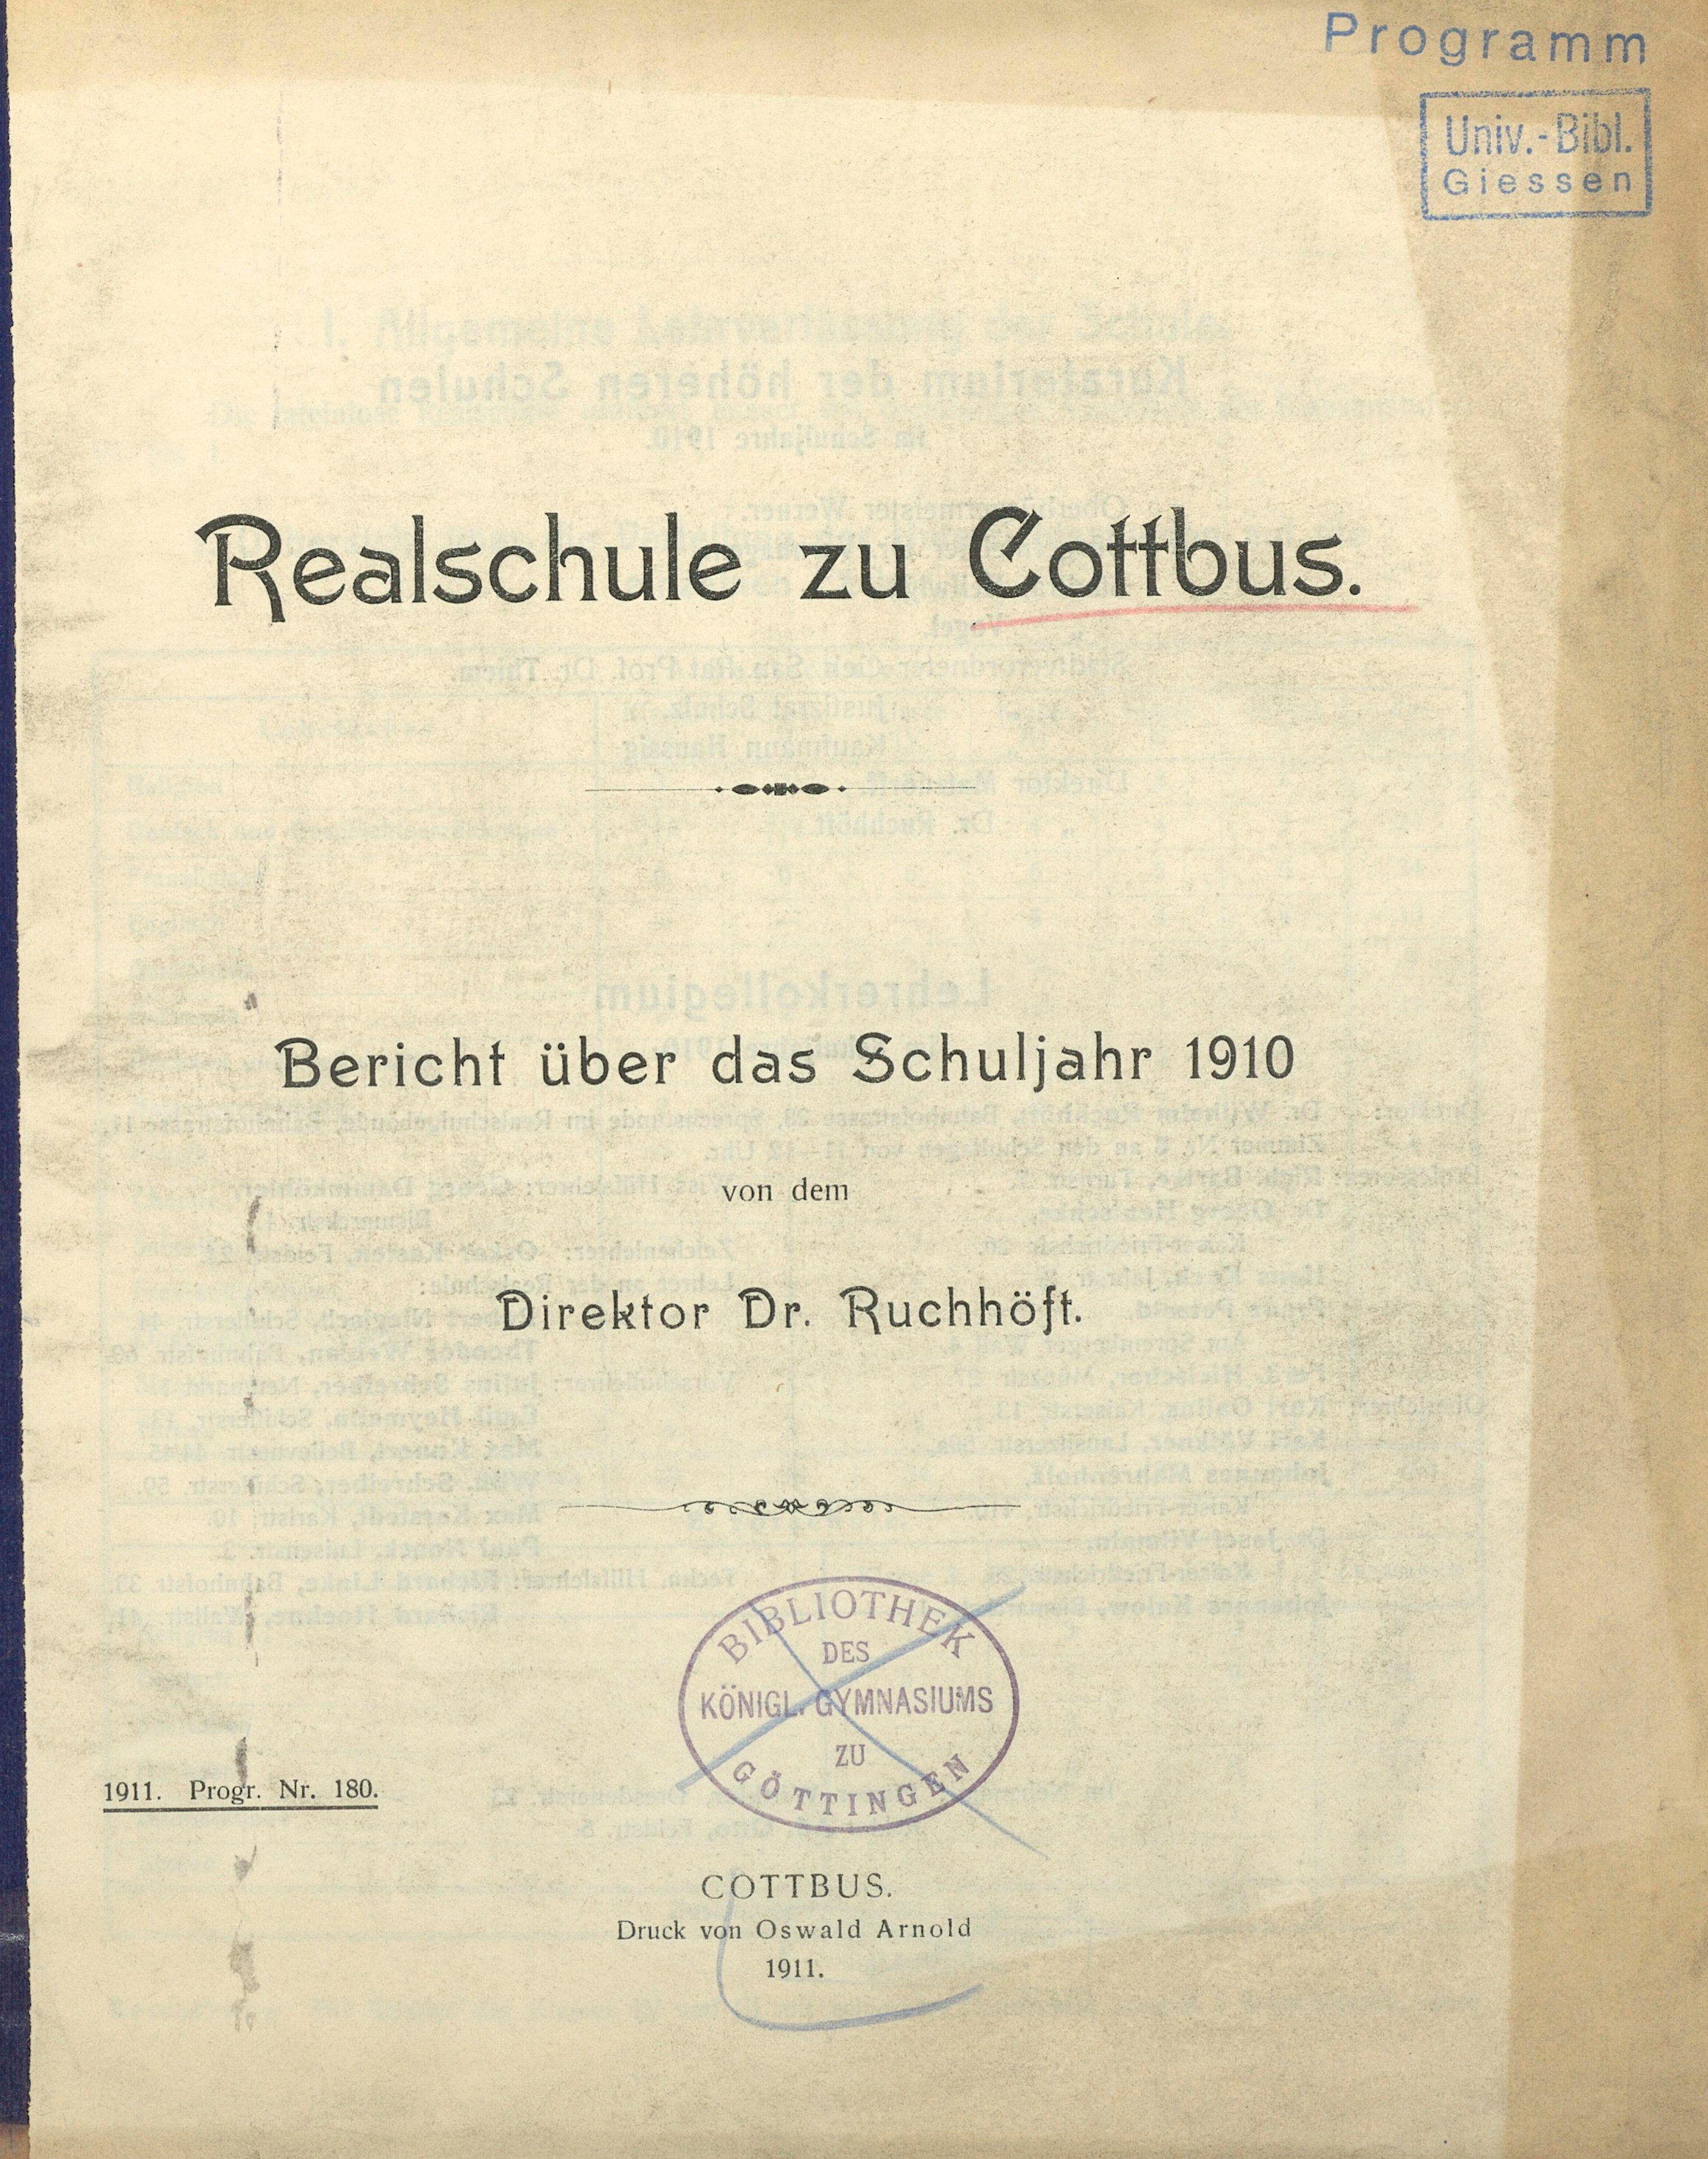 Programm
Univ.-Bibl.
Giessen
Realschule zu Cottbus.
Bericht über das Schuljahr 1910
von dem
Direktor Dr. Ruchhöft.
BIBLIOTHEK
DES
KÖNIGL. GYMNASIUMS
ZU
GÖTTINGEN
1911. Progr. Nr. 180.
COTTBUS.
Druck von Oswald Arnold
1911.